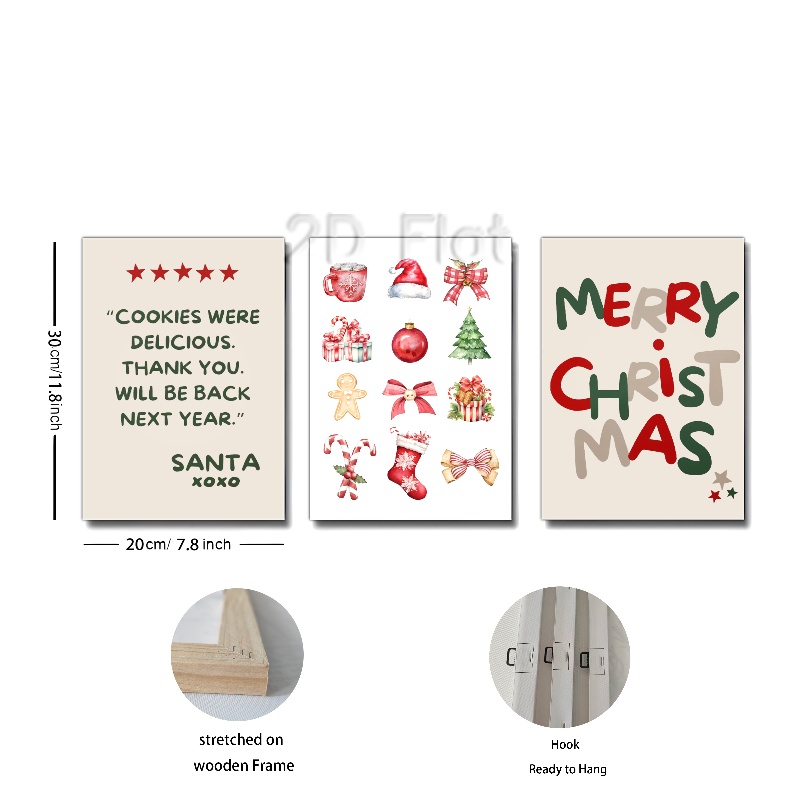 2D Flat
"COOKIES WERE
DELICIOUS.
THANK YOU.
WILL BE BACK
NEXT YEAR."
SANTA
xoxo
MERRY
CHRIST
MAS
30cm/11.8inch
20cm/ 7.8 inch
stretched on
wooden Frame
Hook
Ready to Hang